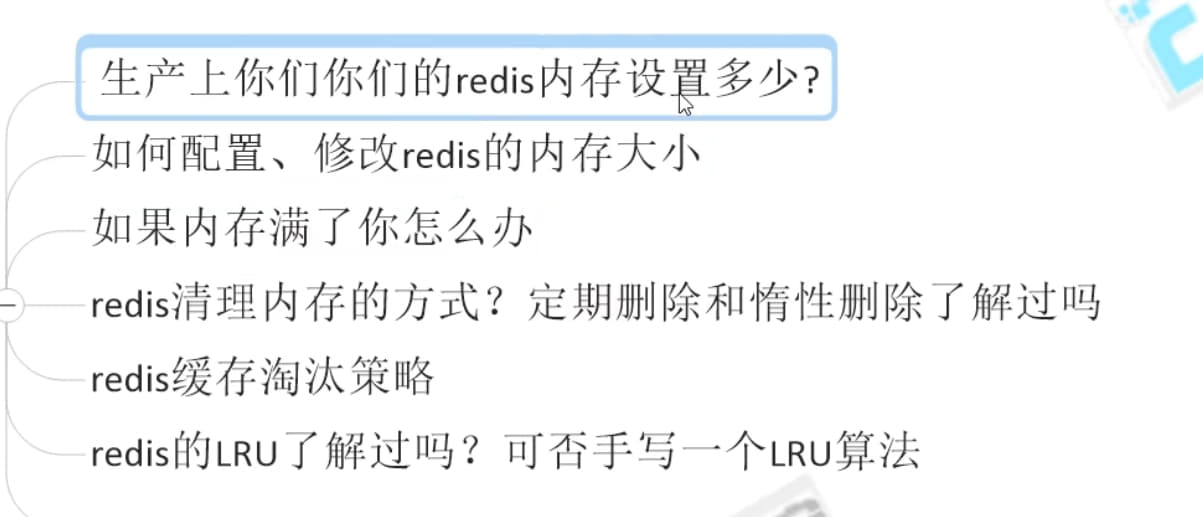 生产上你们你们的redis内存设置多少?
如何配置、修改redis的内存大小
如果内存满了你怎么办
redis清理内存的方式？定期删除和惰性删除了解过吗
redis缓存淘汰策略
redis的LRU了解过吗？可否手写一个LRU算法